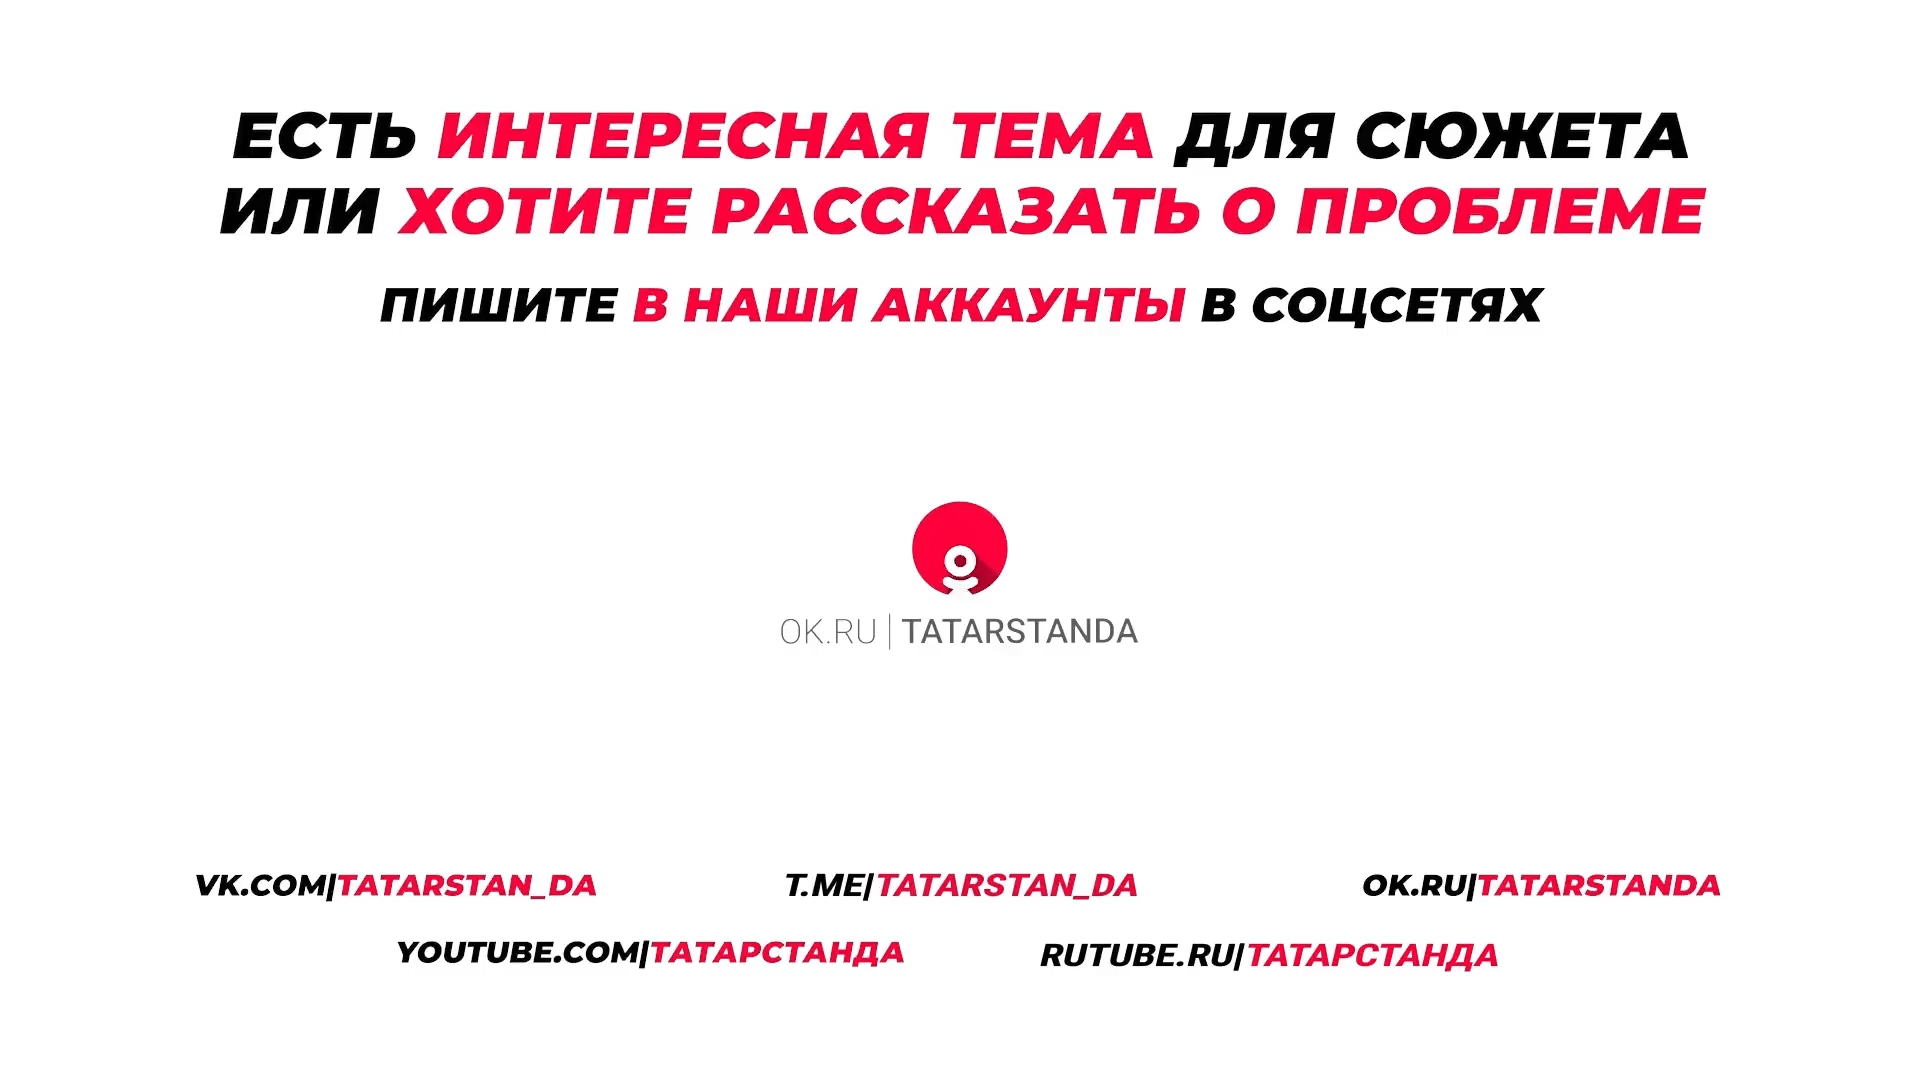 ЕСТЬ ИНТЕРЕСНАЯ ТЕМА ДЛЯ СЮЖЕТА
ИЛИ ХОТИТЕ РАССКАЗАТЬ О ПРОБЛЕМЕ
ПИШИТЕ В НАШИ АККАУНТЫ В СОЦСЕТЯХ
OK.RU|TATARSTANDA
VK.COM|TATARSTAN_DA
T.ME|TATARSTAN_DA
OK.RU|TATARSTANDA
YOUTUBE.COM|ТАТАРСТАНДА
RUTUBE.RU|ТАТАРСТАНДА